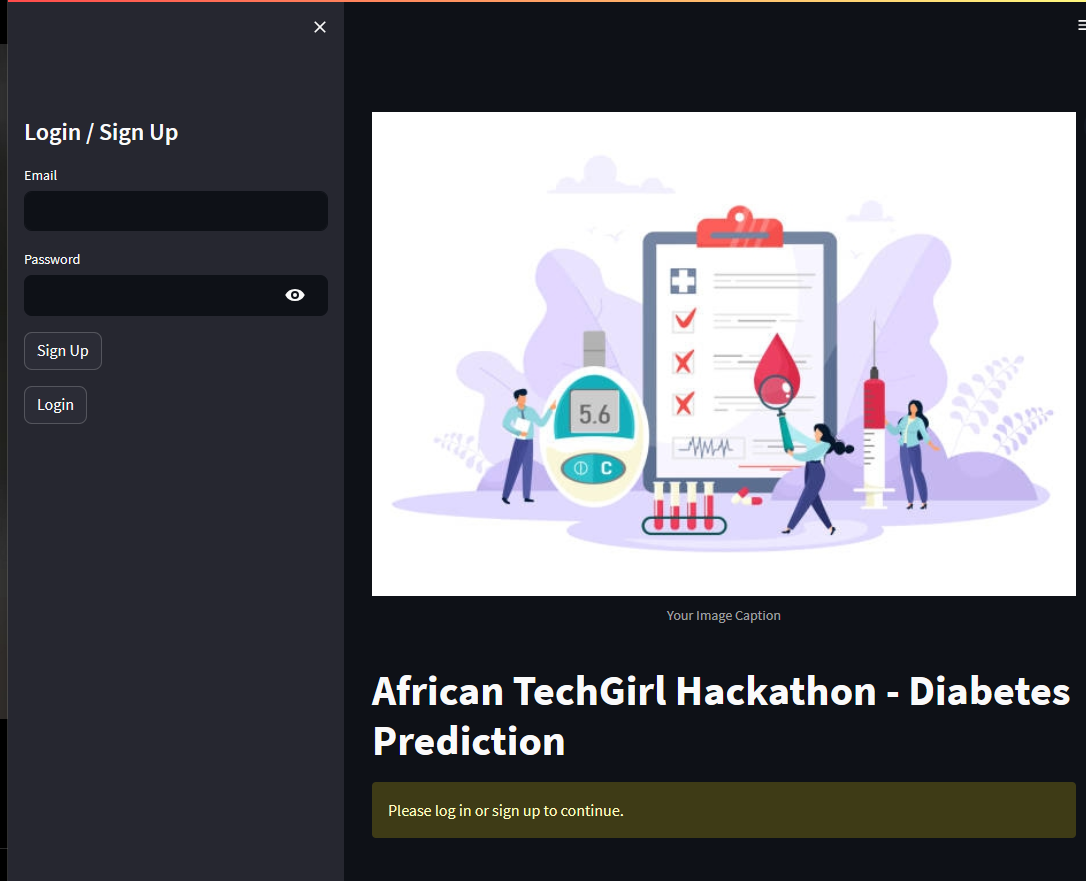 Login / Sign Up
Email
Password
Sign Up
Login
5.6
C
Your Image Caption
African TechGirl Hackathon - Diabetes
Prediction
Please log in or sign up to continue.